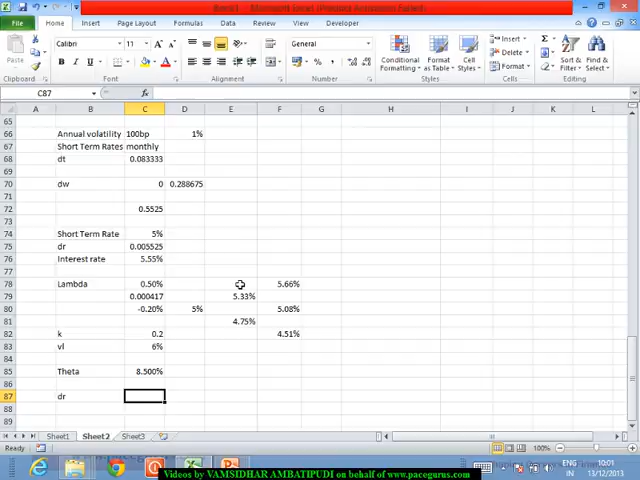 Book1 - Microsoft Excel (Product Activation Failed)
File Home Insert Page Layout Formulas Data Review View Developer
Paste Calibri 11 A A General Conditional Formatting Format as Table Cell Styles Insert Delete Format Sort & Filter Find & Select
B I U $ % ,
Clipboard Font Alignment Number Styles Cells Editing
C87 fx
A B C D E F G H I J K L
65
66 Annual volatility 100bp 1%
67 Short Term Rates monthly
68 dt 0.083333
69
70 dw 0 0.288675
71
72 0.5525
74 Short Term Rate 5%
75 dr 0.005525
76 Interest rate 5.55%
77
78 Lambda 0.50% 5.66%
79 0.000417 5.33%
80 -0.20% 5% 5.08%
81 4.75%
82 k 0.2 4.51%
83 vl 6%
84
85 Theta 8.500%
86
87 dr
88
89
Sheet1 Sheet2 Sheet3
Ready 100%
ENG 10:01
IN 13/12/2013
Videos by VAMSIDHAR AMBATIPUDI on behalf of www.pacegurus.com